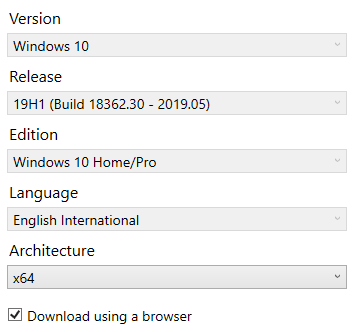 Version
Windows 10
Release
19H1 (Build 18362.30 - 2019.05)
Edition
Windows 10 Home/Pro
Language
English International
Architecture
x64
Download using a browser